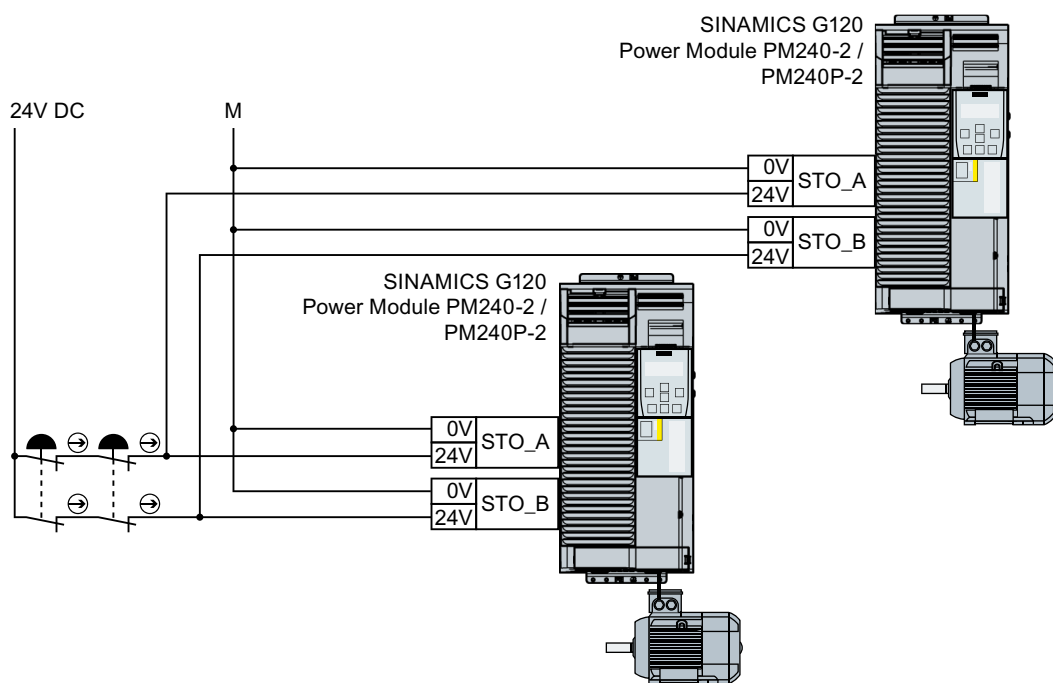 SINAMICS G120
Power Module PM240-2 /
PM240P-2
24V DC
M
0V
STO_A
24V
0V
STO_B
24V
SINAMICS G120
Power Module PM240-2 /
PM240P-2
0V
STO_A
24V
0V
STO_B
24V